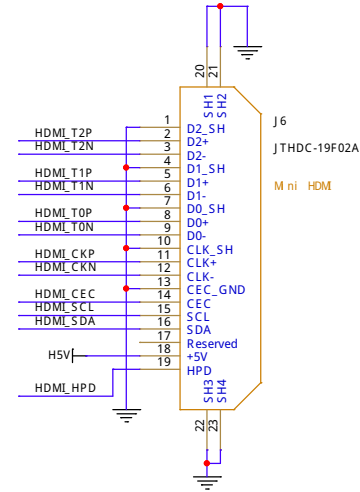 20
21
SH1
SH2
J6
JTHDC-19F02A
Mini HDMI
1 D2_SH
HDMI_T2P 2 D2+
HDMI_T2N 3 D2-
4 D1_SH
HDMI_T1P 5 D1+
HDMI_T1N 6 D1-
7 D0_SH
HDMI_T0P 8 D0+
HDMI_T0N 9 D0-
10 CLK_SH
HDMI_CKP 11 CLK+
HDMI_CKN 12 CLK-
13 CEC_GND
HDMI_CEC 14 CEC
HDMI_SCL 15 SCL
HDMI_SDA 16 SDA
17 Reserved
H5V 18 +5V
19 HPD
HDMI_HPD
SH3
SH4
22
23